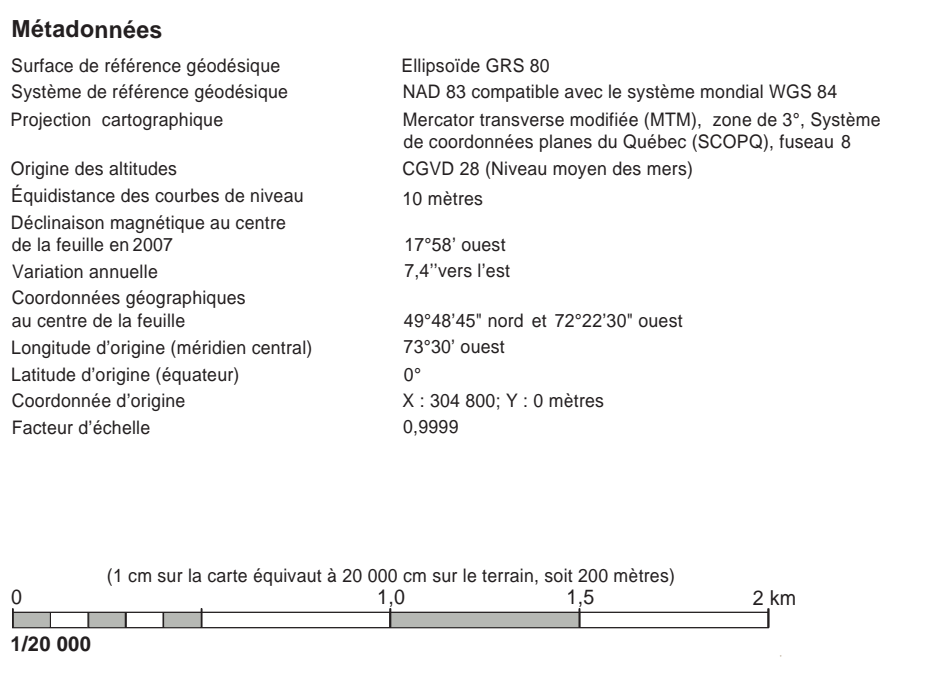 Métadonnées
Surface de référence géodésique Ellipsoïde GRS 80
Système de référence géodésique NAD 83 compatible avec le système mondial WGS 84
Projection cartographique Mercator transverse modifiée (MTM), zone de 3°, Système
de coordonnées planes du Québec (SCOPQ), fuseau 8
Origine des altitudes CGVD 28 (Niveau moyen des mers)
Équidistance des courbes de niveau 10 mètres
Déclinaison magnétique au centre
de la feuille en 2007 17°58’ ouest
Variation annuelle 7,4’’vers l’est
Coordonnées géographiques
au centre de la feuille 49°48'45" nord et 72°22'30" ouest
Longitude d’origine (méridien central) 73°30’ ouest
Latitude d’origine (équateur) 0°
Coordonnée d’origine X : 304 800; Y : 0 mètres
Facteur d’échelle 0,9999
(1 cm sur la carte équivaut à 20 000 cm sur le terrain, soit 200 mètres)
0 1,0 1,5 2 km
1/20 000